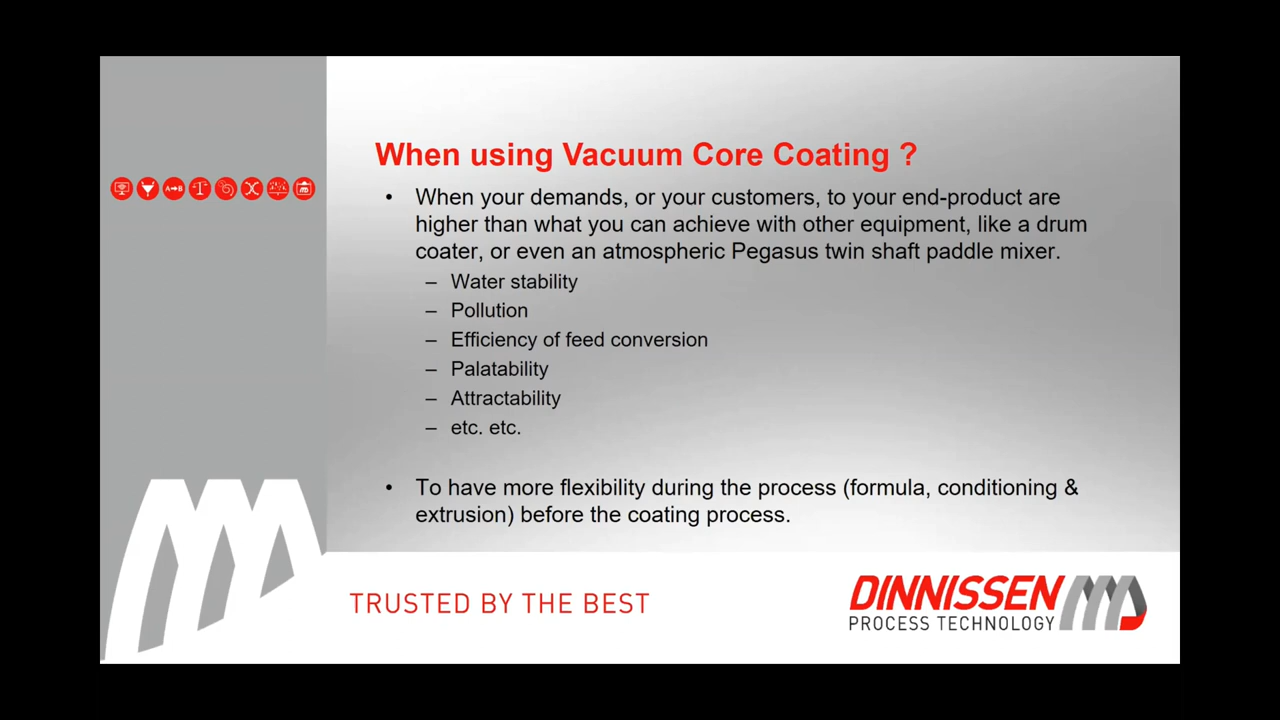 When using Vacuum Core Coating ?
• When your demands, or your customers, to your end-product are
higher than what you can achieve with other equipment, like a drum
coater, or even an atmospheric Pegasus twin shaft paddle mixer.
– Water stability
– Pollution
– Efficiency of feed conversion
– Palatability
– Attractability
– etc. etc.
• To have more flexibility during the process (formula, conditioning &
extrusion) before the coating process.
A➔B
TRUSTED BY THE BEST
DINNISSEN
PROCESS TECHNOLOGY